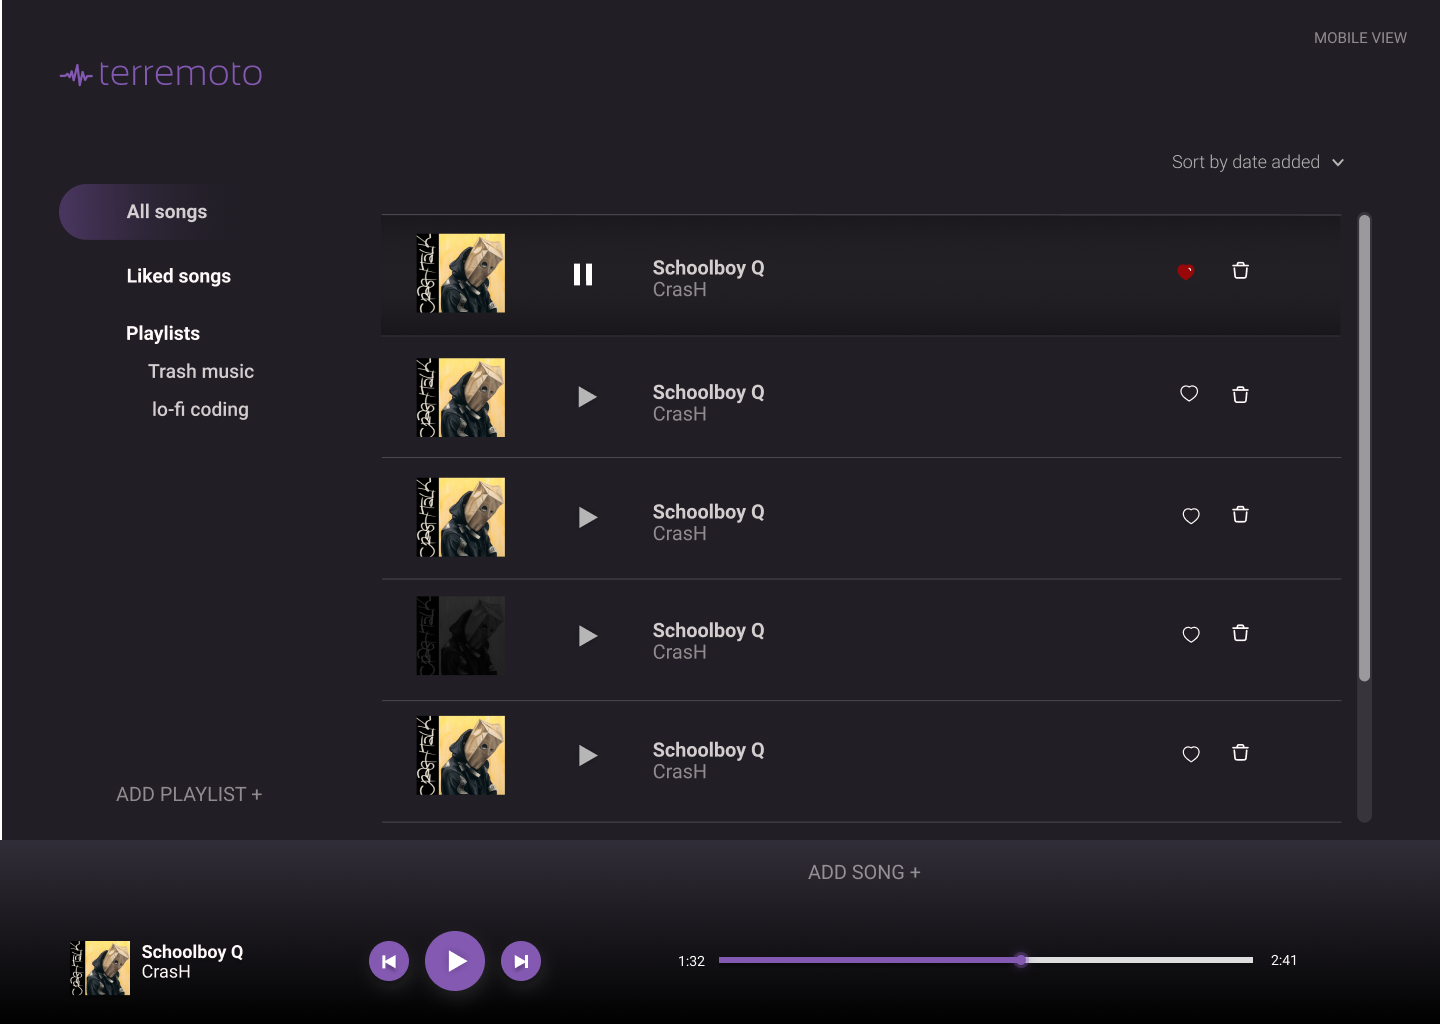 MOBILE VIEW
terremoto
Sort by date added
All songs
Liked songs
Playlists
Trash music
lo-fi coding
ADD PLAYLIST +
Schoolboy Q
CrasH
Schoolboy Q
CrasH
Schoolboy Q
CrasH
Schoolboy Q
CrasH
Schoolboy Q
CrasH
ADD SONG +
Schoolboy Q
CrasH
1:32
2:41